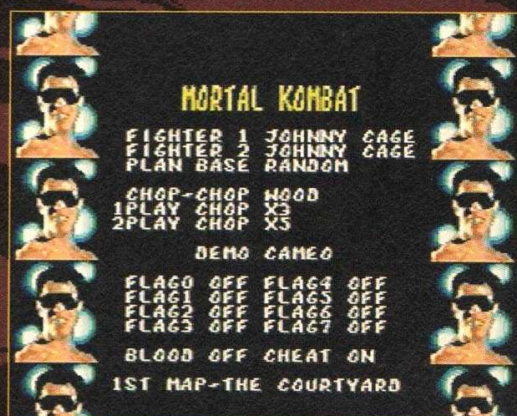 MORTAL KOMBAT
FIGHTER 1 JOHNNY CAGE
FIGHTER 2 JOHNNY CAGE
PLAN BASE RANDOM
CHOP-CHOP WOOD
1PLAY CHOP X3
2PLAY CHOP X5
DEMO CAMEO
FLAG0 OFF FLAG4 OFF
FLAG1 OFF FLAG5 OFF
FLAG2 OFF FLAG6 OFF
FLAG3 OFF FLAG7 OFF
BLOOD OFF CHEAT ON
1ST MAP-THE COURTYARD